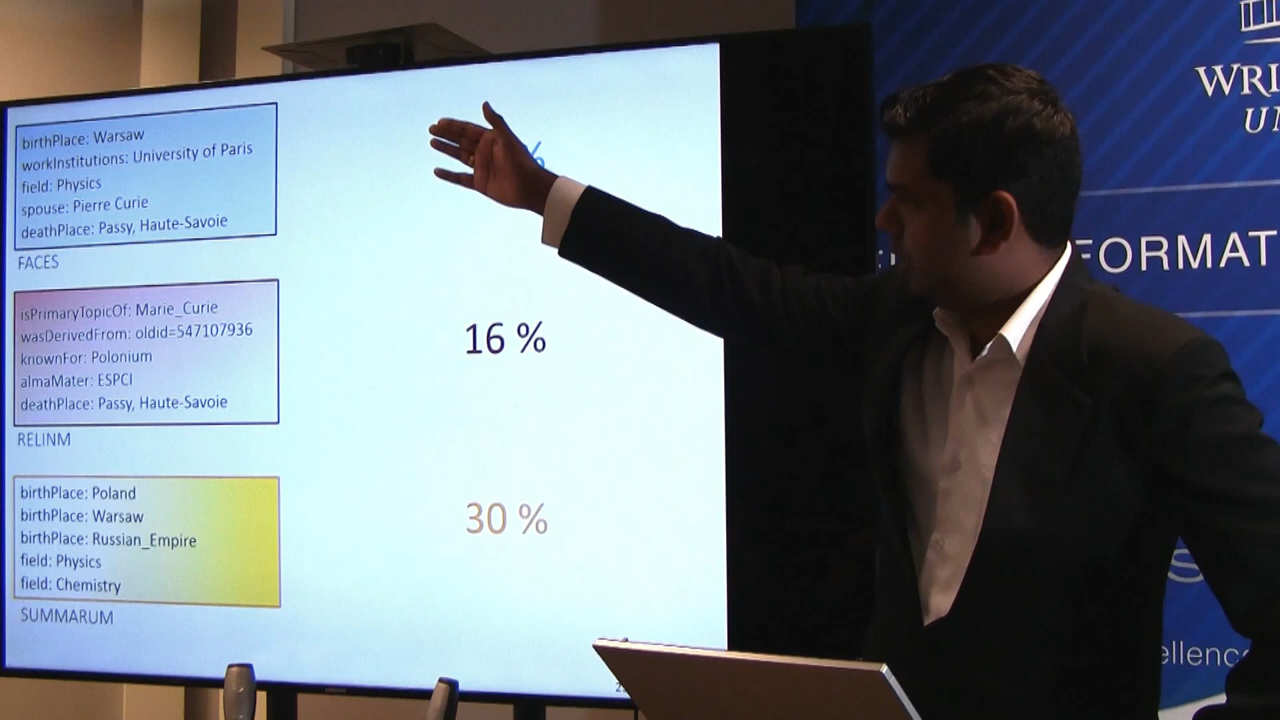 birthPlace: Warsaw
workInstitutions: University of Paris
field: Physics
spouse: Pierre Curie
deathPlace: Passy, Haute-Savoie
FACES
%
isPrimaryTopicOf: Marie_Curie
wasDerivedFrom: oldid=547107936
knownFor: Polonium
almaMater: ESPCI
deathPlace: Passy, Haute-Savoie
RELINM
16 %
birthPlace: Poland
birthPlace: Warsaw
birthPlace: Russian_Empire
field: Physics
field: Chemistry
SUMMARUM
30 %
WRI
UN
FORMAT
ellence